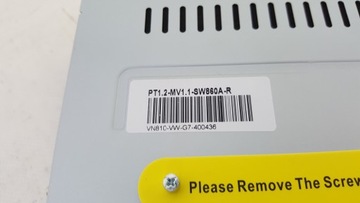 PT1.2-MV1.1-SW860A-R
VN810-VW-G7-400436
Please Remove The Screw